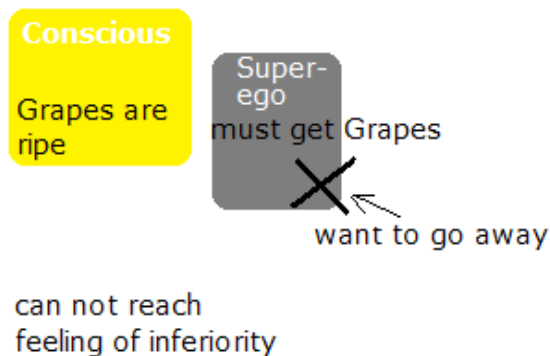 Conscious
Grapes are
ripe
Super-
ego
must get Grapes
want to go away
can not reach
feeling of inferiority